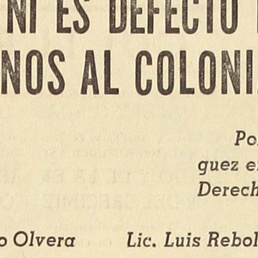 NI ES DEFECTO
NOS AL COLONI
Po
guez e
Derech
o Olvera Lic. Luis Rebol